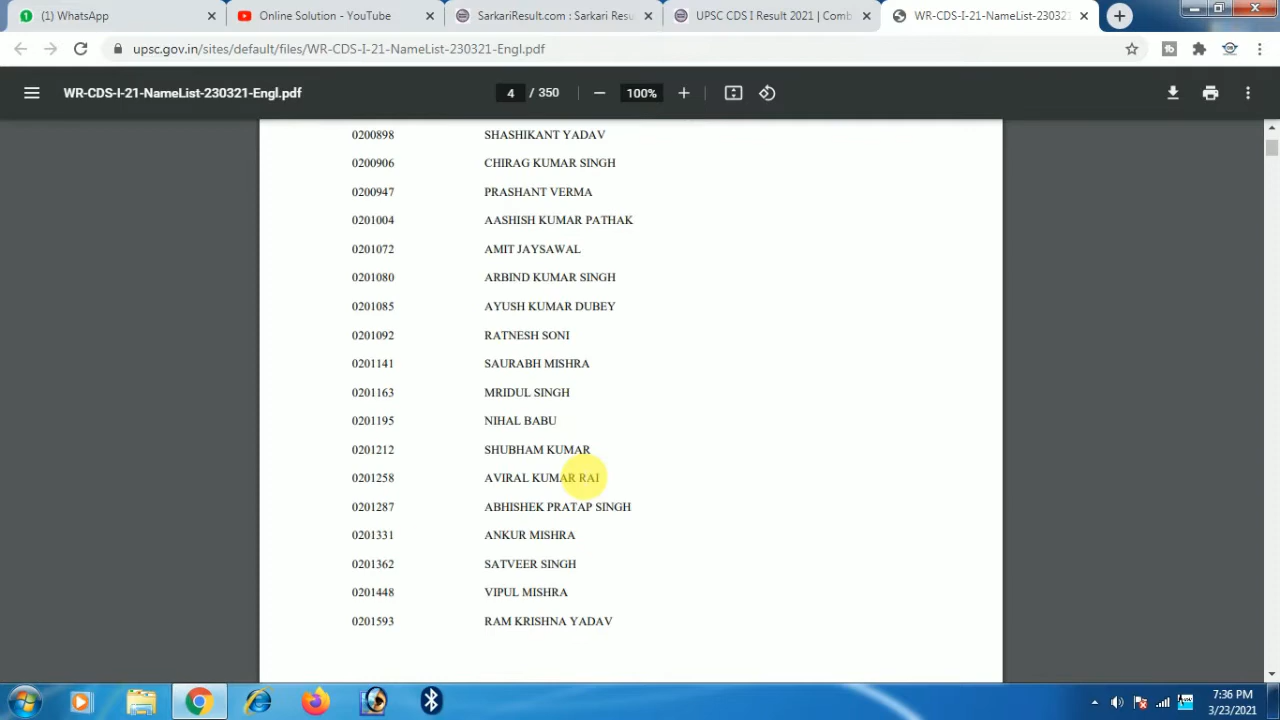 (1) WhatsApp
Online Solution - YouTube
SarkariResult.com : Sarkari Resu
UPSC CDS I Result 2021 | Comb
WR-CDS-I-21-NameList-230321
upsc.gov.in/sites/default/files/WR-CDS-I-21-NameList-230321-Engl.pdf
WR-CDS-I-21-NameList-230321-Engl.pdf
4 / 350
100%
0200898 SHASHIKANT YADAV
0200906 CHIRAG KUMAR SINGH
0200947 PRASHANT VERMA
0201004 AASHISH KUMAR PATHAK
0201072 AMIT JAYSAWAL
0201080 ARBIND KUMAR SINGH
0201085 AYUSH KUMAR DUBEY
0201092 RATNESH SONI
0201141 SAURABH MISHRA
0201163 MRIDUL SINGH
0201195 NIHAL BABU
0201212 SHUBHAM KUMAR
0201258 AVIRAL KUMAR RAI
0201287 ABHISHEK PRATAP SINGH
0201331 ANKUR MISHRA
0201362 SATVEER SINGH
0201448 VIPUL MISHRA
0201593 RAM KRISHNA YADAV
7:36 PM
3/23/2021